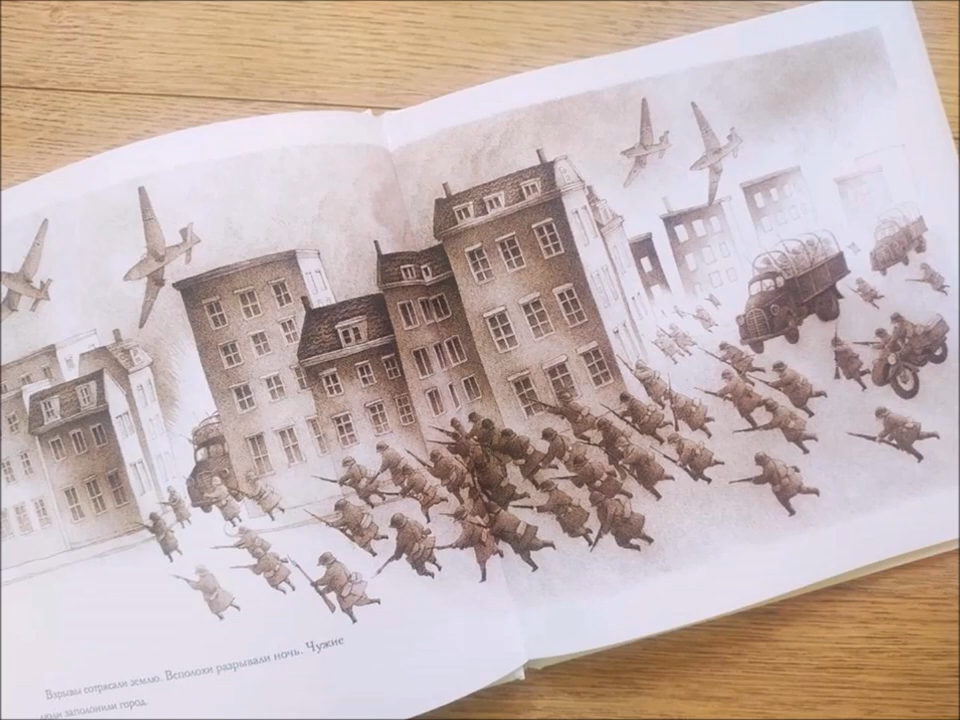 Взрывы сотрясали землю. Всполохи разрывали ночь. Чужие
люди заполонили город.